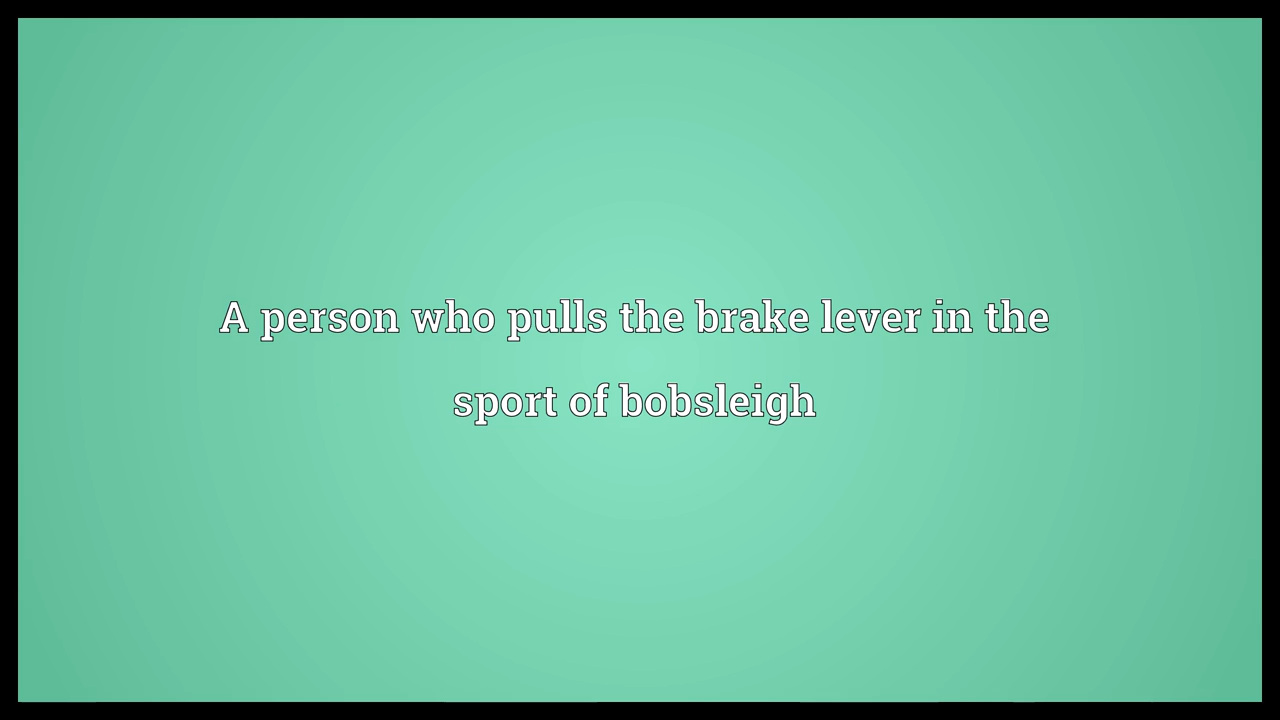 A person who pulls the brake lever in the
sport of bobsleigh